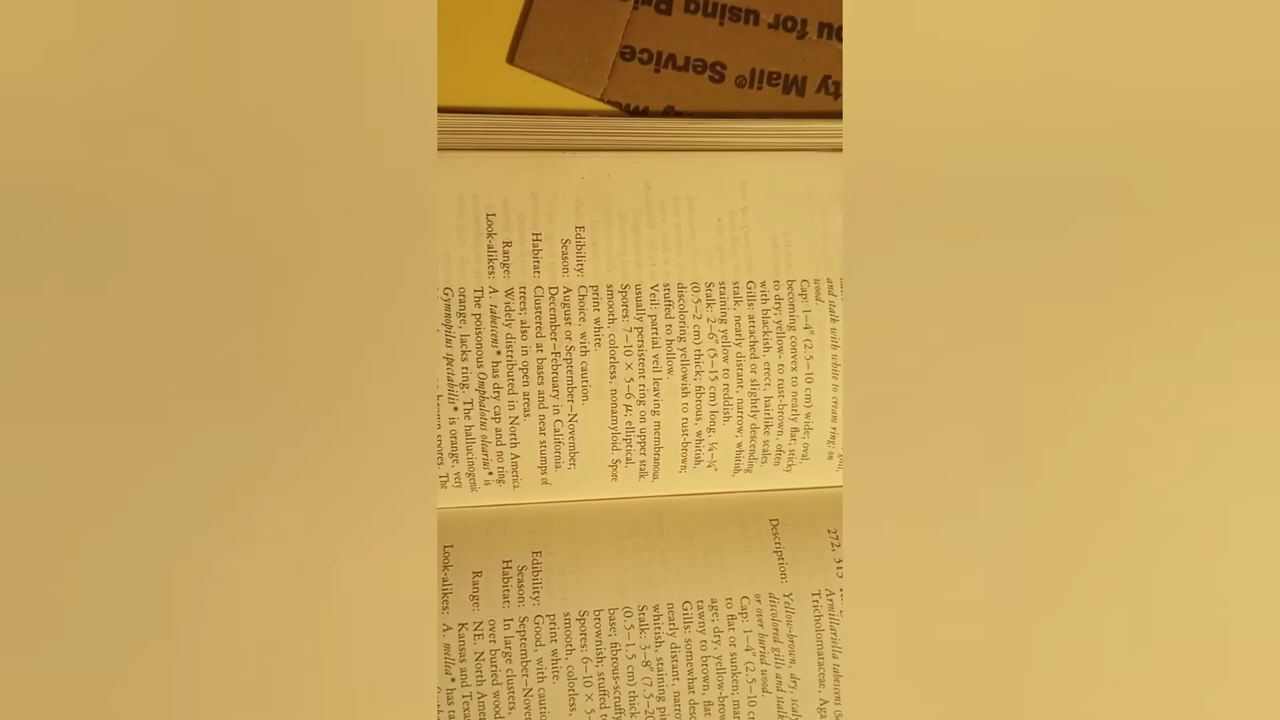 and stalk with white to cream ring; on
wood.
Cap: 1–4" (2.5–10 cm) wide; oval,
becoming convex to nearly flat; sticky
to dry; yellow- to rust-brown, often
with blackish, erect, hairlike scales.
Gills: attached or slightly descending
stalk, nearly distant, narrow; whitish,
staining yellow to reddish.
Stalk: 2–6" (5–15 cm) long, ¼–¾"
(0.5–2 cm) thick; fibrous, whitish,
discoloring yellowish to rust-brown;
stuffed to hollow.
Veil: partial veil leaving membranous,
usually persistent ring on upper stalk.
Spores: 7–10 × 5–6 µ; elliptical,
smooth, colorless, nonamyloid. Spore
print white.
Edibility: Choice, with caution.
Season: August or September–November;
December–February in California.
Habitat: Clustered at bases and near stumps of
trees; also in open areas.
Range: Widely distributed in North America.
Look-alikes: A. tabescens* has dry cap and no ring.
The poisonous Omphalotus olearius* is
orange, lacks ring. The hallucinogenic
Gymnopilus spectabilis* is orange, very
spores. The
272,
Armillariella tabescens
Tricholomataceae, Aga
Description: Yellow-brown, dry, scaly
discolored gills and stalk
or over buried wood.
Cap: 1–4" (2.5–10 c
to flat or sunken; mar
age; dry, yellow-brow
tawny to brown, flat
Gills: somewhat desc
nearly distant, narro
whitish, staining pi
Stalk: 3–8" (7.5–20
(0.5–1.5 cm) thick
base; fibrous-scruffy
brownish; stuffed t
Spores: 6–10 × 5–
smooth, colorless,
print white.
Edibility: Good, with cautio
Season: September–Nover
Habitat: In large clusters,
over buried wood
Range: NE. North Amer
Kansas and Texa
Look-alikes: A. mellea* has ta
ty Mail® Service
ou for using Pri